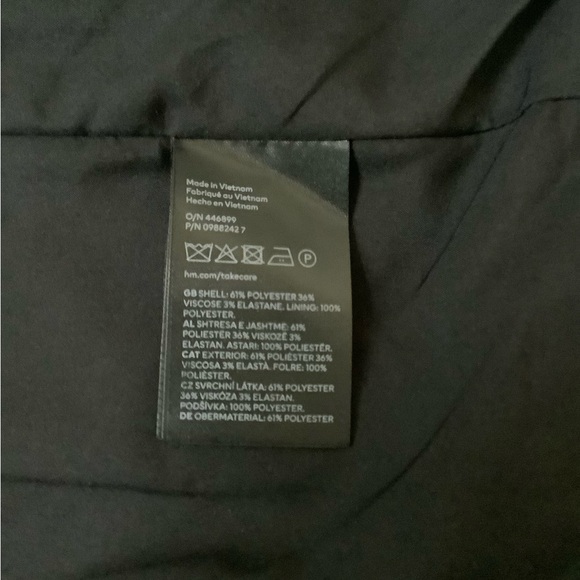 Made in Vietnam
Fabriqué au Vietnam
Hecho en Vietnam
O/N 446899
P/N 0988242 7
P
hm.com/takecare
GB SHELL: 61% POLYESTER 36%
VISCOSE 3% ELASTANE. LINING: 100%
POLYESTER.
AL SHTRESA E JASHTME: 61%
POLIESTËR 36% VISKOZË 3%
ELASTAN. ASTARI: 100% POLIESTËR.
CAT EXTERIOR: 61% POLIÈSTER 36%
VISCOSA 3% ELASTÀ. FOLRE: 100%
POLIÈSTER.
CZ SVRCHNÍ LÁTKA: 61% POLYESTER
36% VISKÓZA 3% ELASTAN.
PODŠÍVKA: 100% POLYESTER.
DE OBERMATERIAL: 61% POLYESTER